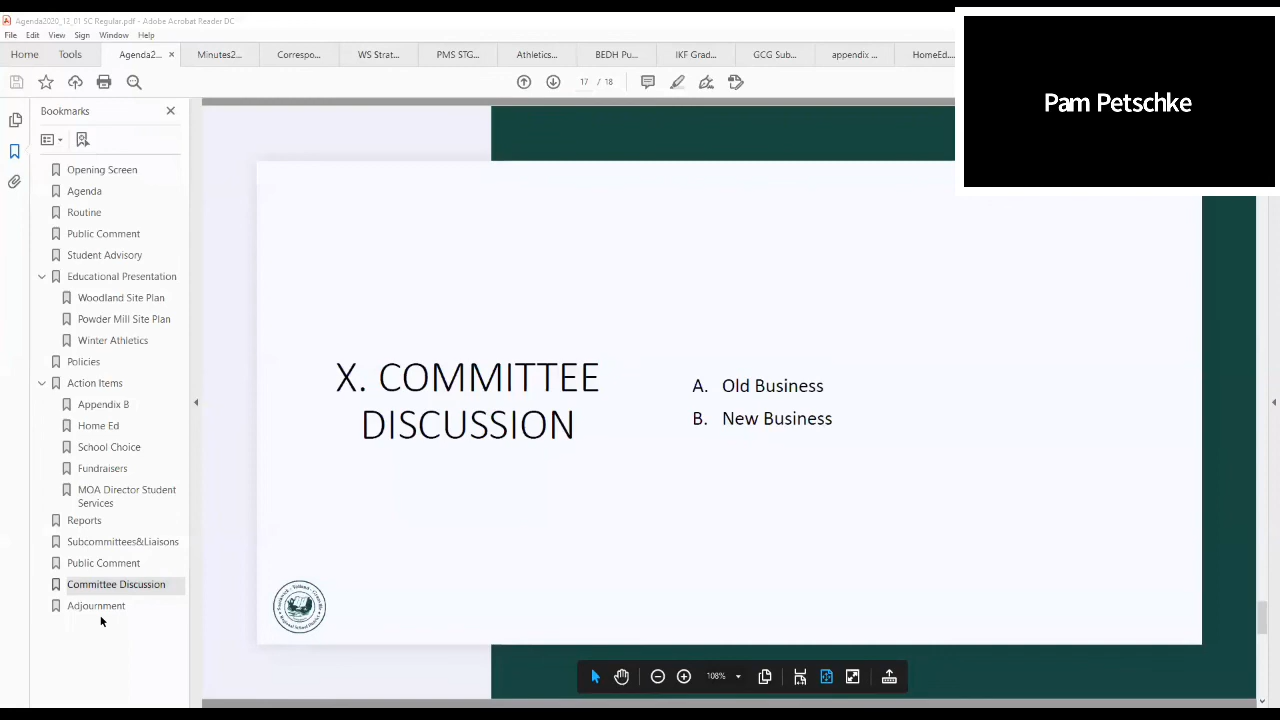 Agenda2020_12_01 SC Regular.pdf - Adobe Acrobat Reader DC
File Edit View Sign Window Help
Home Tools Agenda2... × Minutes2... Correspo... WS Strat... PMS STG... Athletics... BEDH Pu... IKF Grad... GCG Sub... appendix ... HomeEd..
17 / 18
Pam Petschke
Bookmarks
Opening Screen
Agenda
Routine
Public Comment
Student Advisory
Educational Presentation
Woodland Site Plan
Powder Mill Site Plan
Winter Athletics
Policies
Action Items
Appendix B
Home Ed
School Choice
Fundraisers
MOA Director Student
Services
Reports
Subcommittees&Liaisons
Public Comment
Committee Discussion
Adjournment
X. COMMITTEE
DISCUSSION
A. Old Business
B. New Business
108%